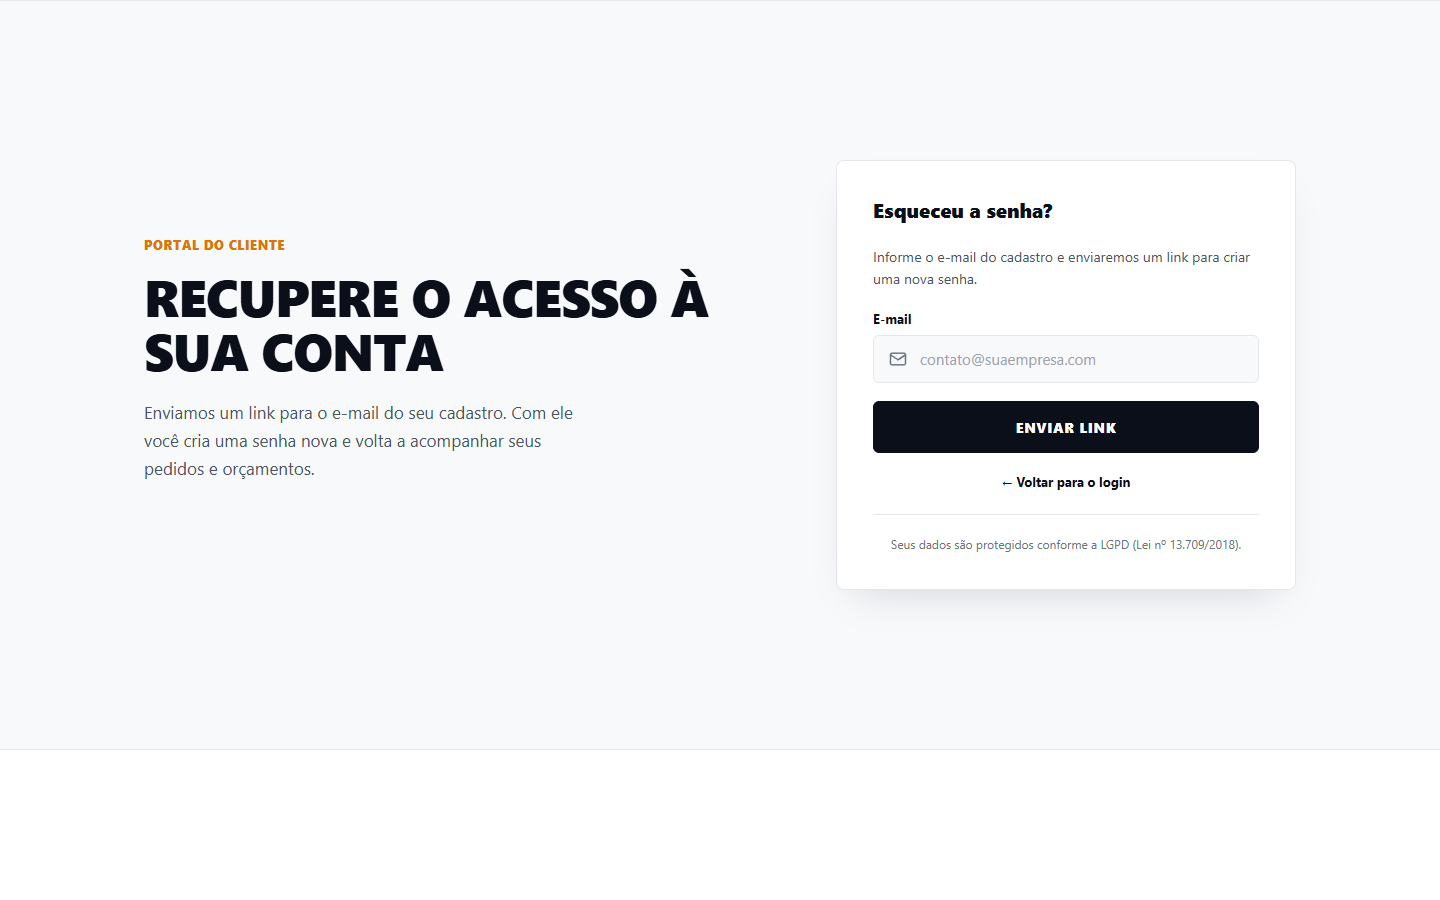 PORTAL DO CLIENTE
RECUPERE O ACESSO À
SUA CONTA
Enviamos um link para o e-mail do seu cadastro. Com ele
você cria uma senha nova e volta a acompanhar seus
pedidos e orçamentos.
Esqueceu a senha?
Informe o e-mail do cadastro e enviaremos um link para criar
uma nova senha.
E-mail
contato@suaempresa.com
ENVIAR LINK
← Voltar para o login
Seus dados são protegidos conforme a LGPD (Lei nº 13.709/2018).